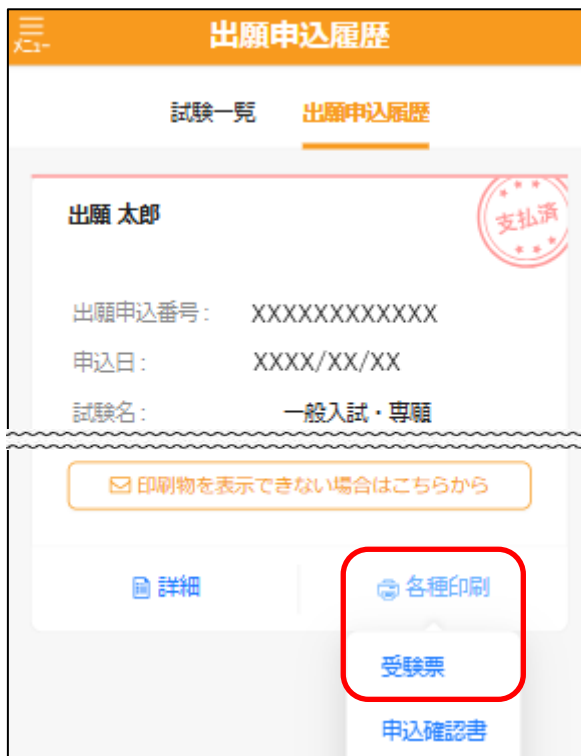 メニュー
出願申込履歴
試験一覧 出願申込履歴
出願 太郎
支払済
出願申込番号: XXXXXXXXXXXX
申込日: XXXX/XX/XX
試験名: 一般入試・専願
印刷物を表示できない場合はこちらから
詳細 各種印刷
受験票
申込確認書